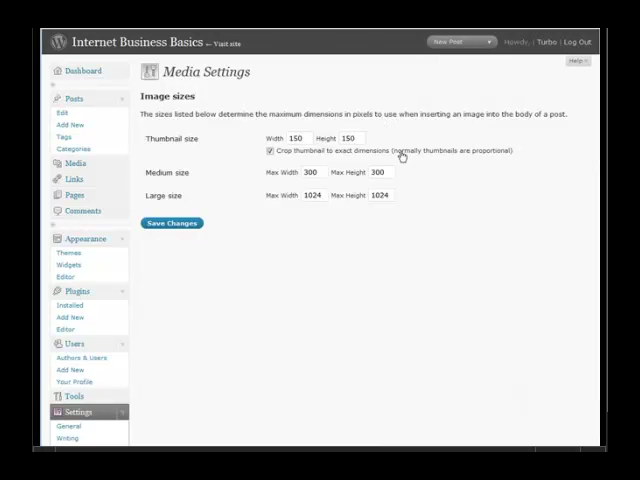 Internet Business Basics ← Visit site
New Post
Howdy, Turbo | Log Out
Help
Dashboard
Posts
Edit
Add New
Tags
Categories
Media
Links
Pages
Comments
Appearance
Themes
Widgets
Editor
Plugins
Installed
Add New
Editor
Users
Authors & Users
Add New
Your Profile
Tools
Settings
General
Writing
Media Settings
Image sizes
The sizes listed below determine the maximum dimensions in pixels to use when inserting an image into the body of a post.
Thumbnail size Width 150 Height 150
Crop thumbnail to exact dimensions (normally thumbnails are proportional)
Medium size Max Width 300 Max Height 300
Large size Max Width 1024 Max Height 1024
Save Changes